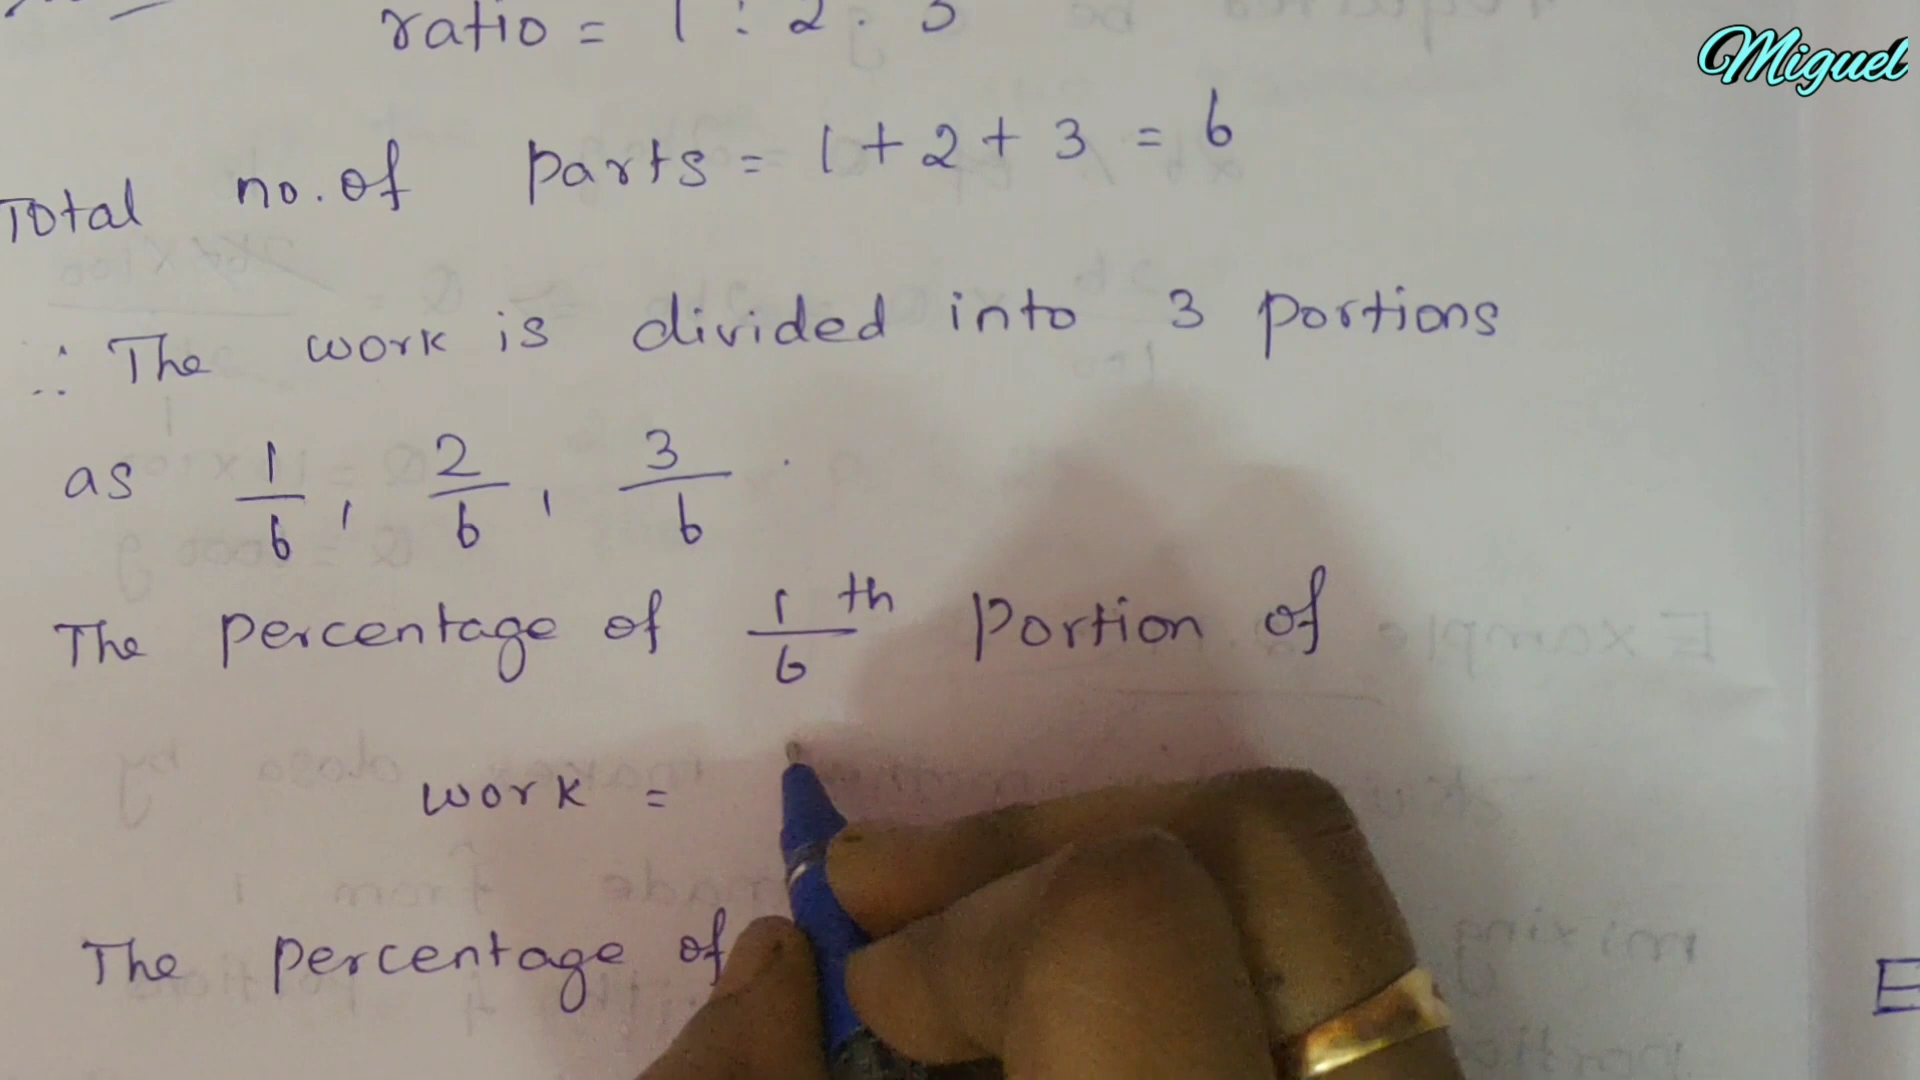 ratio = 1 : 2 : 3
Miguel
Total no. of parts = 1 + 2 + 3 = 6
∴ The work is divided into 3 portions
as 1/6, 2/6, 3/6.
The percentage of 1/6 th portion of
work =
The percentage of
E